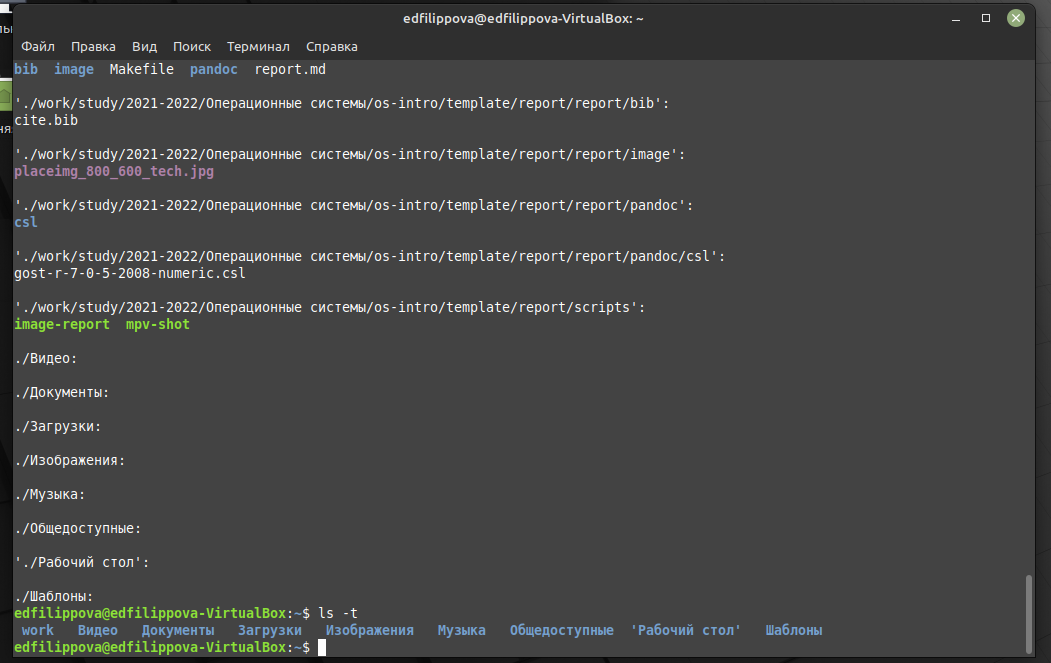 edfilippova@edfilippova-VirtualBox: ~
Файл Правка Вид Поиск Терминал Справка
bib image Makefile pandoc report.md
'./work/study/2021-2022/Операционные системы/os-intro/template/report/report/bib':
cite.bib
'./work/study/2021-2022/Операционные системы/os-intro/template/report/report/image':
placeimg_800_600_tech.jpg
'./work/study/2021-2022/Операционные системы/os-intro/template/report/report/pandoc':
csl
'./work/study/2021-2022/Операционные системы/os-intro/template/report/report/pandoc/csl':
gost-r-7-0-5-2008-numeric.csl
'./work/study/2021-2022/Операционные системы/os-intro/template/report/scripts':
image-report mpv-shot
./Видео:
./Документы:
./Загрузки:
./Изображения:
./Музыка:
./Общедоступные:
'./Рабочий стол':
./Шаблоны:
edfilippova@edfilippova-VirtualBox:~$ ls -t
work Видео Документы Загрузки Изображения Музыка Общедоступные 'Рабочий стол' Шаблоны
edfilippova@edfilippova-VirtualBox:~$